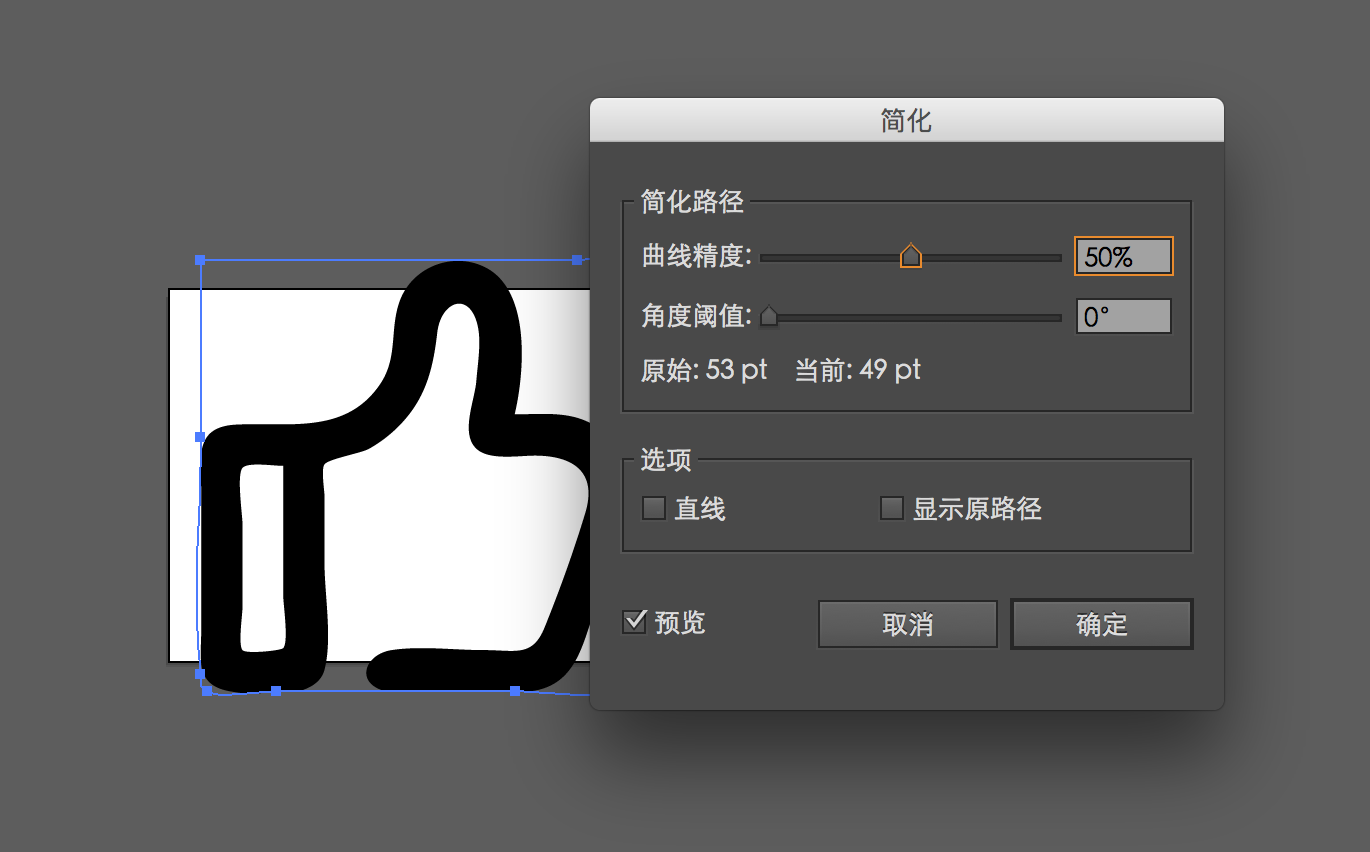 简化
简化路径
曲线精度: 50%
角度阈值: 0°
原始: 53 pt 当前: 49 pt
选项
直线 显示原路径
预览 取消 确定